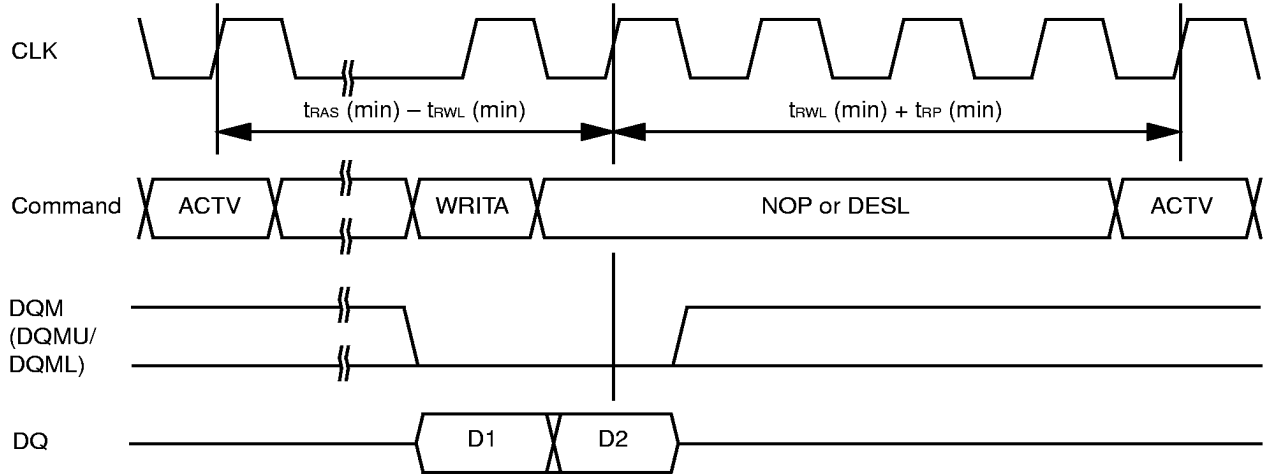 CLK
tRAS (min) – tRWL (min)
tRWL (min) + tRP (min)
Command
ACTV
WRITA
NOP or DESL
ACTV
DQM
(DQMU/
DQML)
DQ
D1
D2